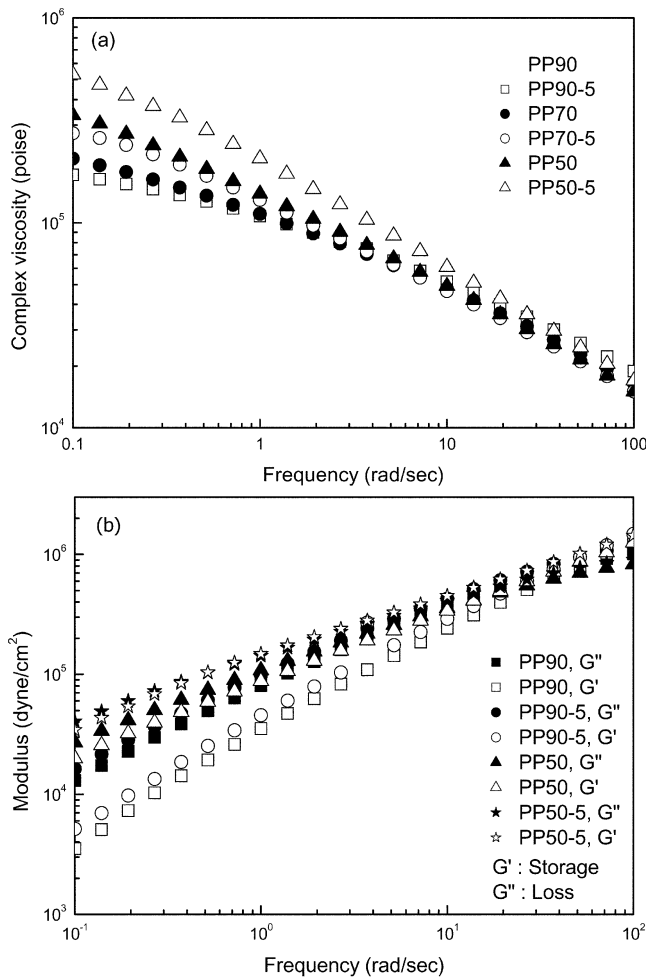 10^6
(a)
PP90
PP90-5
PP70
PP70-5
PP50
PP50-5
10^5
10^4
Complex viscosity (poise)
0.1 1 10 100
Frequency (rad/sec)
(b)
10^6
10^5
10^4
10^3
Modulus (dyne/cm^2)
PP90, G"
PP90, G'
PP90-5, G"
PP90-5, G'
PP50, G"
PP50, G'
PP50-5, G"
PP50-5, G'
G' : Storage
G" : Loss
10^-1 10^0 10^1 10^2
Frequency (rad/sec)